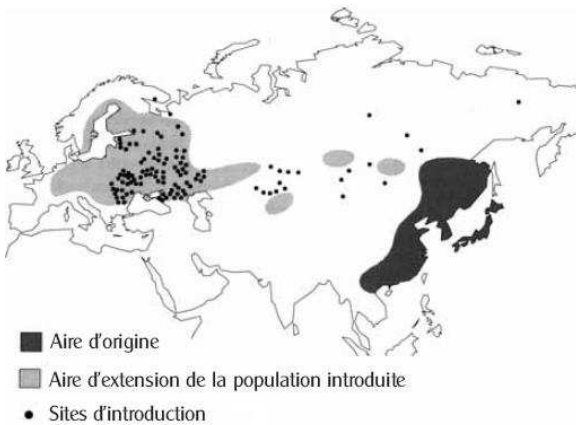 Aire d'origine
Aire d'extension de la population introduite
Sites d'introduction